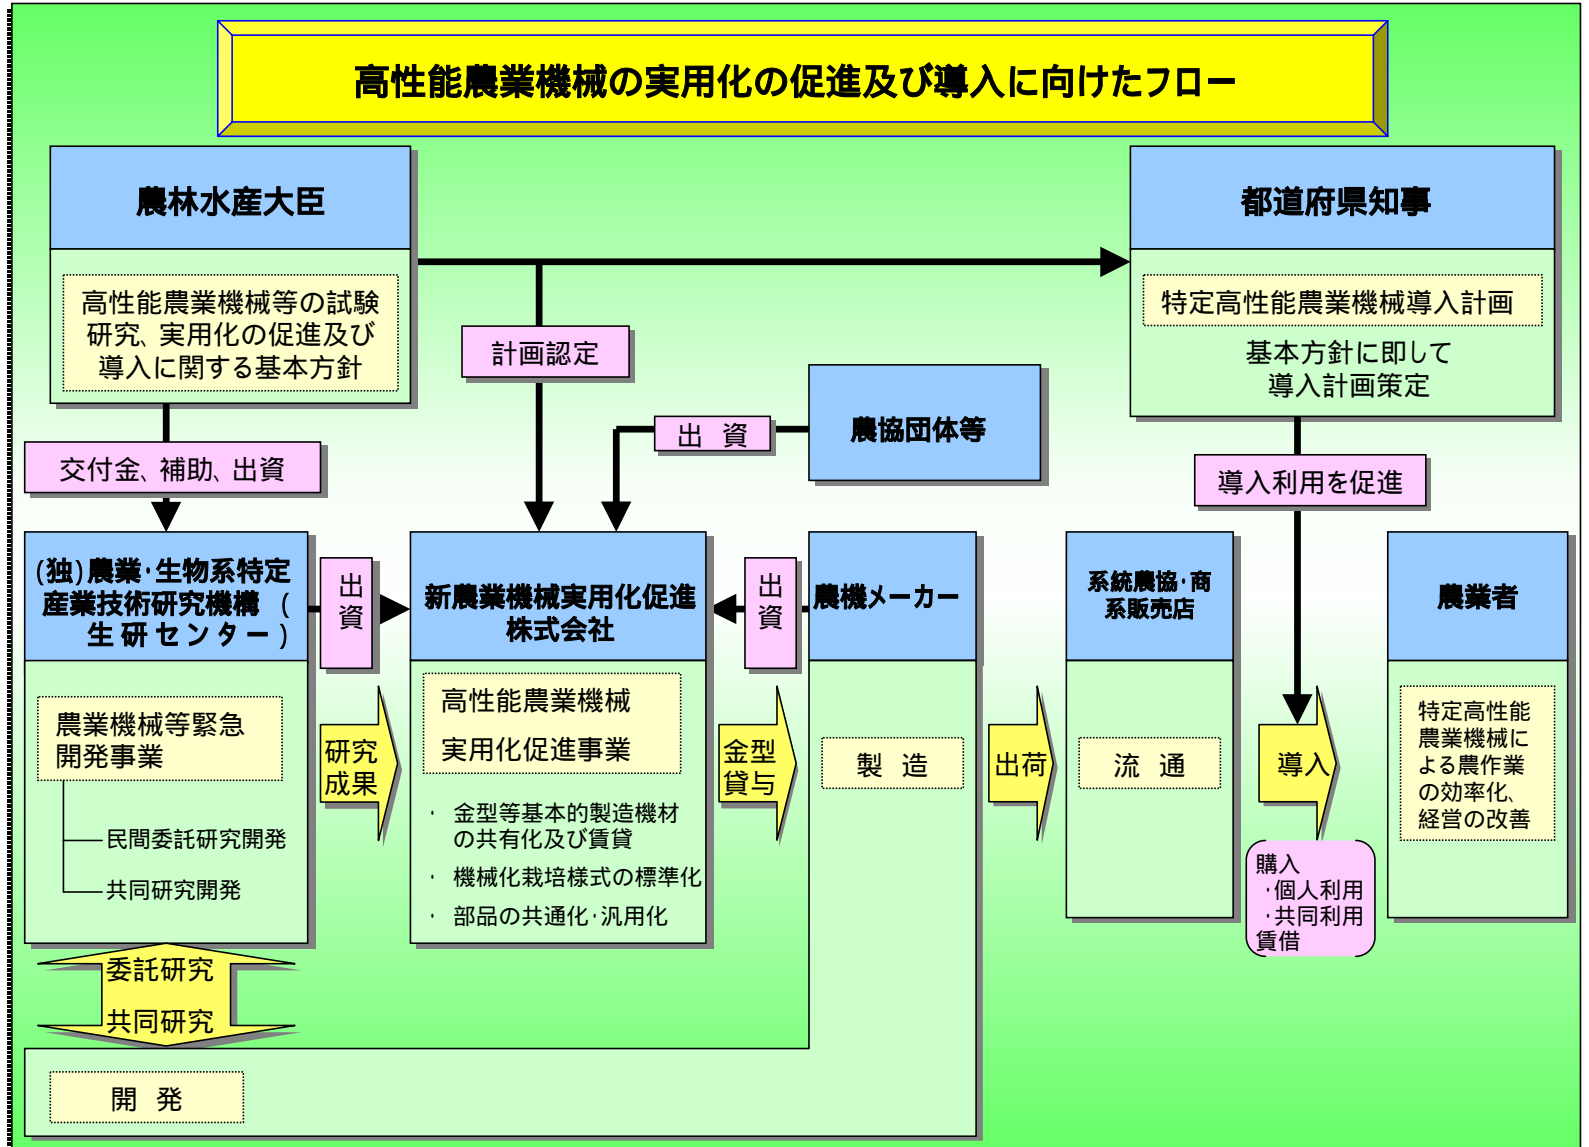 高性能農業機械の実用化の促進及び導入に向けたフロー
農林水産大臣
高性能農業機械等の試験
研究、実用化の促進及び
導入に関する基本方針
都道府県知事
特定高性能農業機械導入計画
基本方針に即して
導入計画策定
計画認定
出 資
農協団体等
交付金、補助、出資
導入利用を促進
(独)農業・生物系特定
産業技術研究機構 (
生研センター)
農業機械等緊急
開発事業
民間委託研究開発
共同研究開発
出
資
研究
成果
新農業機械実用化促進
株式会社
高性能農業機械
実用化促進事業
・ 金型等基本的製造機材
の共有化及び賃貸
・ 機械化栽培様式の標準化
・ 部品の共通化・汎用化
出
資
金型
貸与
農機メーカー
製 造
出荷
系統農協・商
系販売店
流 通
導入
購入
・個人利用
・共同利用
賃借
農業者
特定高性能
農業機械に
よる農作業
の効率化、
経営の改善
委託研究
共同研究
開 発